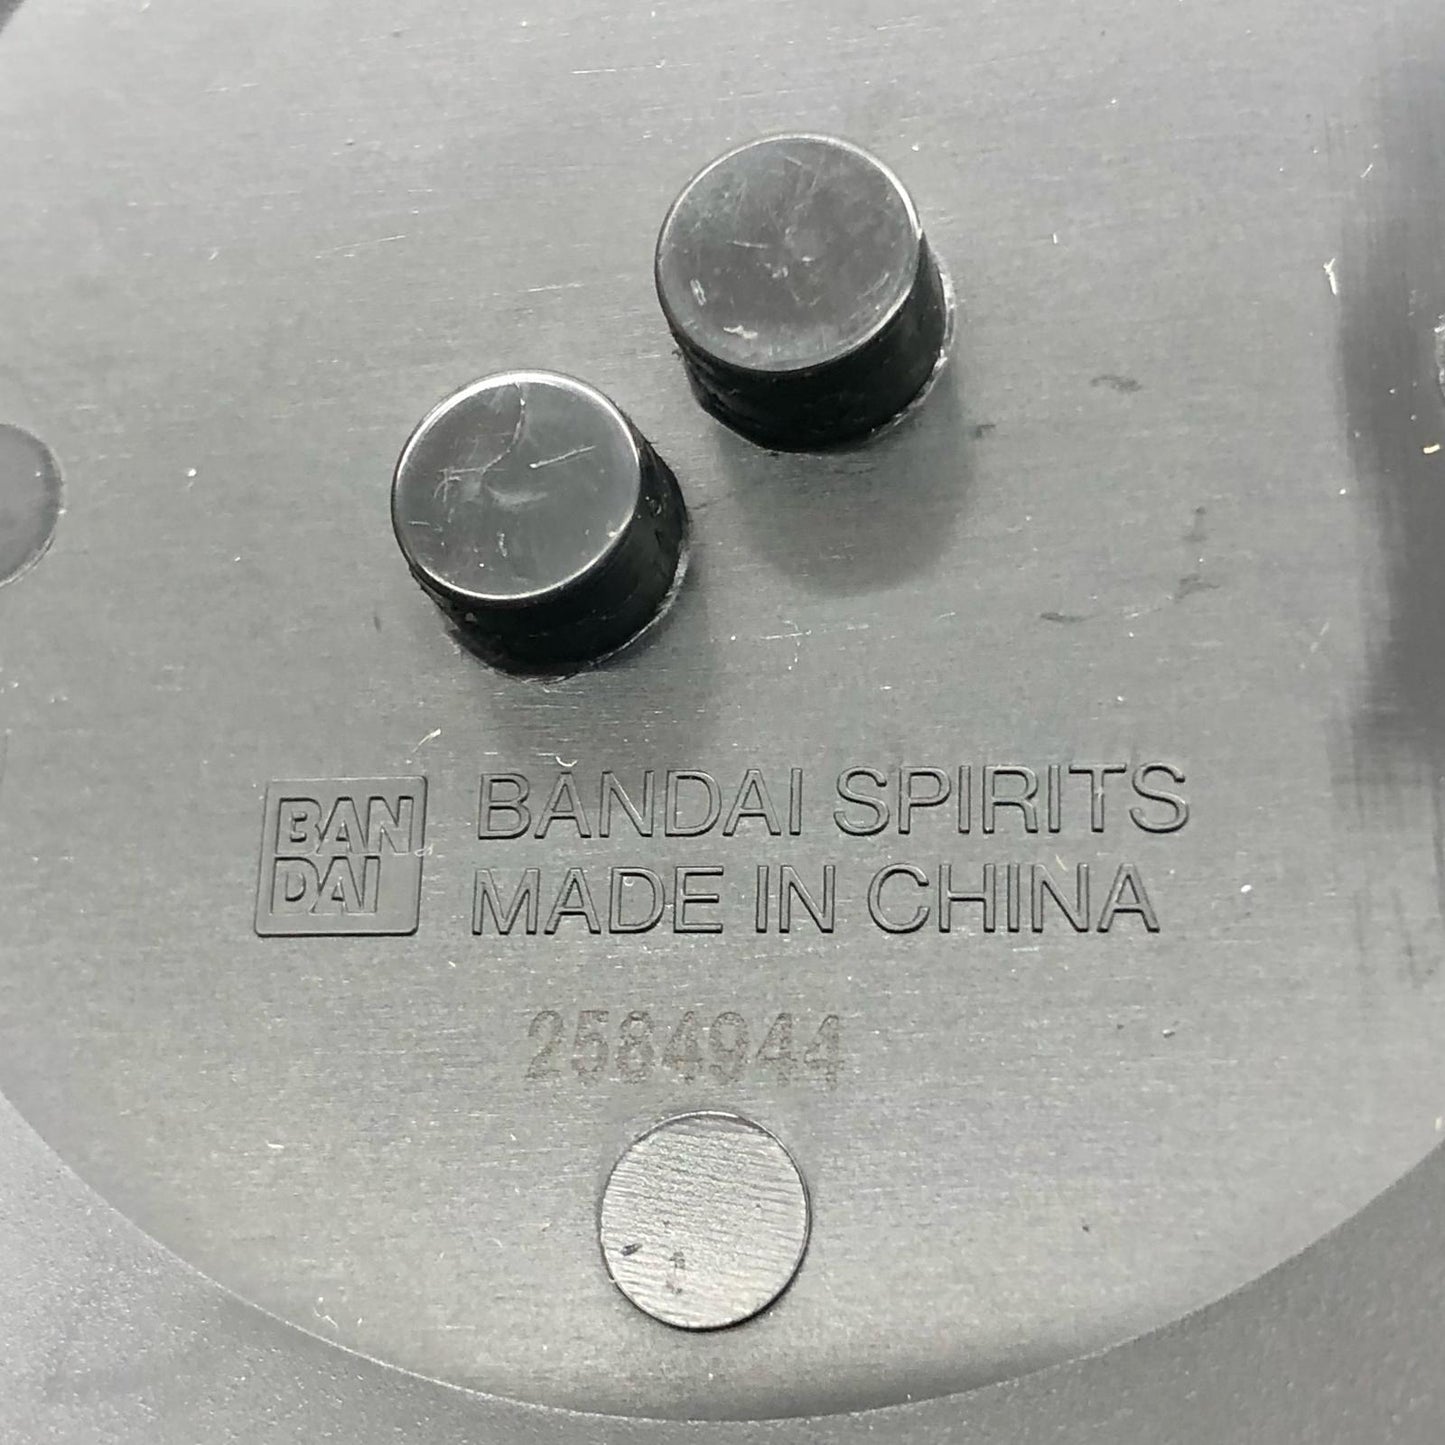 BAN
DAI
BANDAI SPIRITS
MADE IN CHINA
2584944